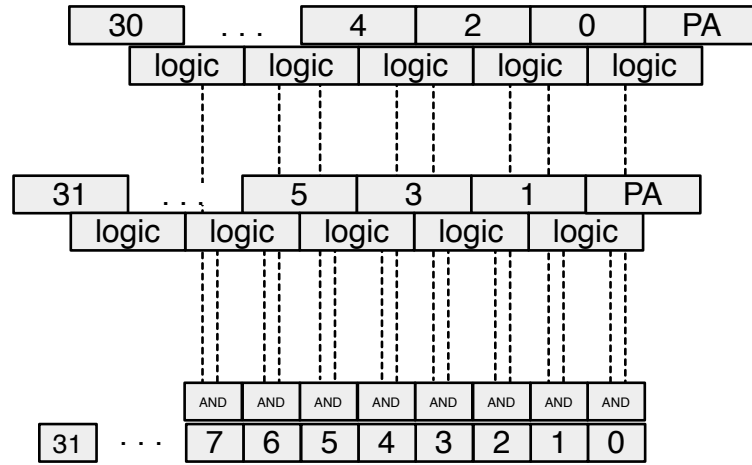 30 . . . 4 2 0 PA
logic logic logic logic logic
31 . . . 5 3 1 PA
logic logic logic logic logic
AND AND AND AND AND AND AND AND
31 . . . 7 6 5 4 3 2 1 0